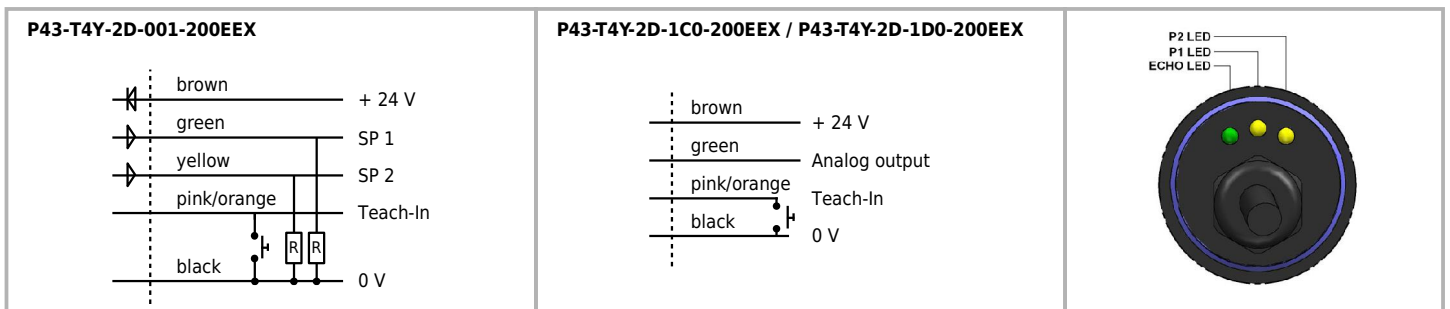 P43-T4Y-2D-001-200EEX
brown
+ 24 V
green
SP 1
yellow
SP 2
pink/orange
Teach-In
R
R
black
0 V
P43-T4Y-2D-1C0-200EEX / P43-T4Y-2D-1D0-200EEX
brown
+ 24 V
green
Analog output
pink/orange
Teach-In
black
0 V
P2 LED
P1 LED
ECHO LED